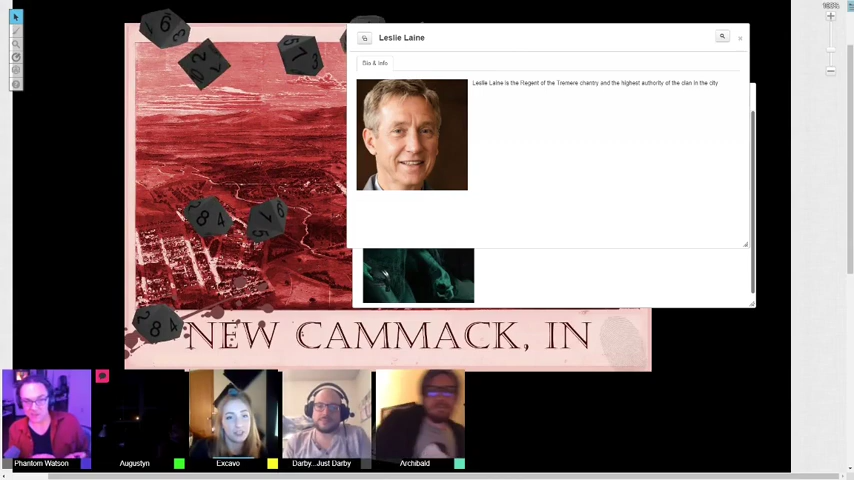 Leslie Laine
Bio & Info
Leslie Laine is the Regent of the Tremere chantry and the highest authority of the clan in the city
NEW CAMMACK, IN
Phantom Watson
Augustyn
Excavo
Darby...Just Darby
Archibald